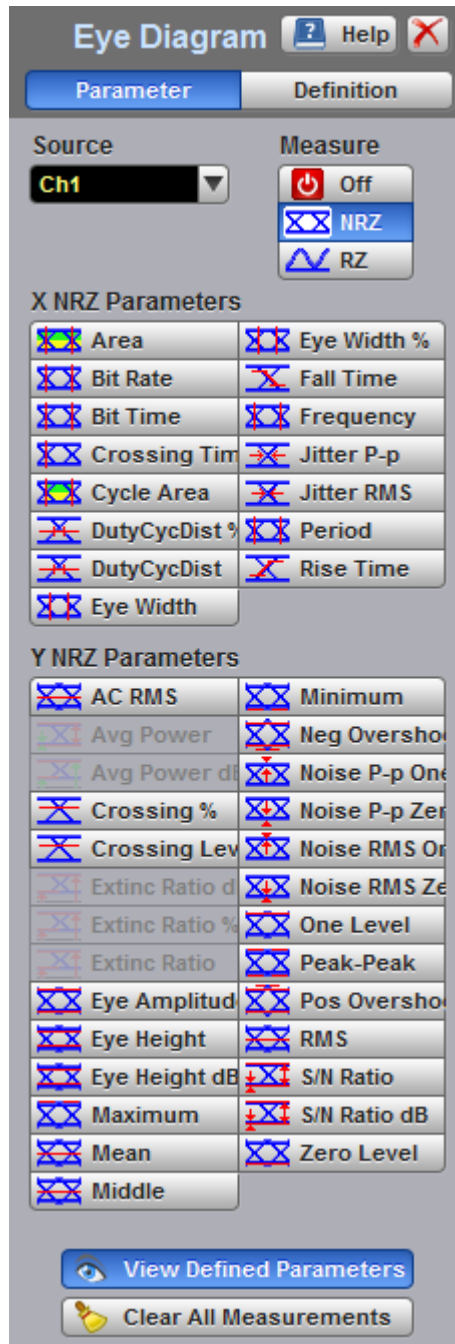 Eye Diagram
Help
Parameter
Definition
Source
Measure
Ch1
Off
NRZ
RZ
X NRZ Parameters
Area
Eye Width %
Bit Rate
Fall Time
Bit Time
Frequency
Crossing Tim
Jitter P-p
Cycle Area
Jitter RMS
DutyCycDist %
Period
DutyCycDist
Rise Time
Eye Width
Y NRZ Parameters
AC RMS
Minimum
Avg Power
Neg Oversho
Avg Power dB
Noise P-p One
Crossing %
Noise P-p Zer
Crossing Lev
Noise RMS On
Extinc Ratio d
Noise RMS Ze
Extinc Ratio %
One Level
Extinc Ratio
Peak-Peak
Eye Amplitude
Pos Oversho
Eye Height
RMS
Eye Height dB
S/N Ratio
Maximum
S/N Ratio dB
Mean
Zero Level
Middle
View Defined Parameters
Clear All Measurements